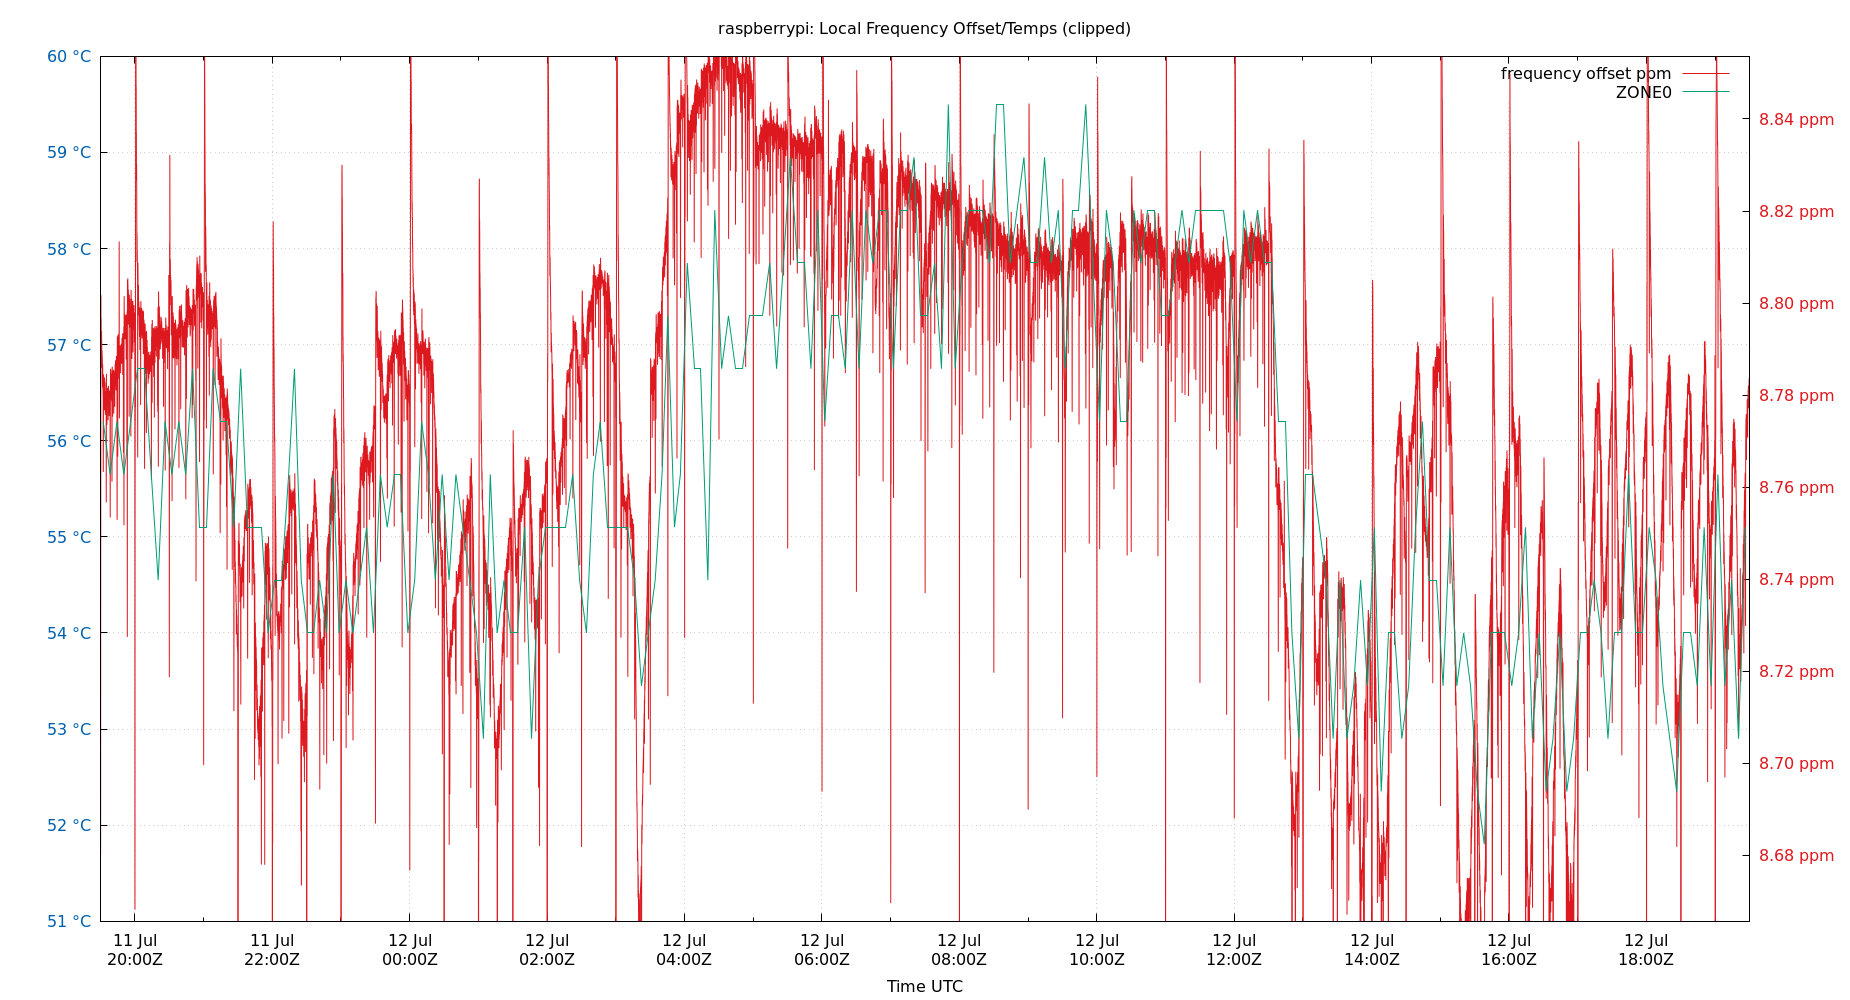 raspberrypi: Local Frequency Offset/Temps (clipped)
frequency offset ppm
ZONE0
60 °C
59 °C
58 °C
57 °C
56 °C
55 °C
54 °C
53 °C
52 °C
51 °C
8.84 ppm
8.82 ppm
8.80 ppm
8.78 ppm
8.76 ppm
8.74 ppm
8.72 ppm
8.70 ppm
8.68 ppm
11 Jul 11 Jul 12 Jul 12 Jul 12 Jul 12 Jul 12 Jul 12 Jul 12 Jul 12 Jul 12 Jul 12 Jul
20:00Z 22:00Z 00:00Z 02:00Z 04:00Z 06:00Z 08:00Z 10:00Z 12:00Z 14:00Z 16:00Z 18:00Z
Time UTC